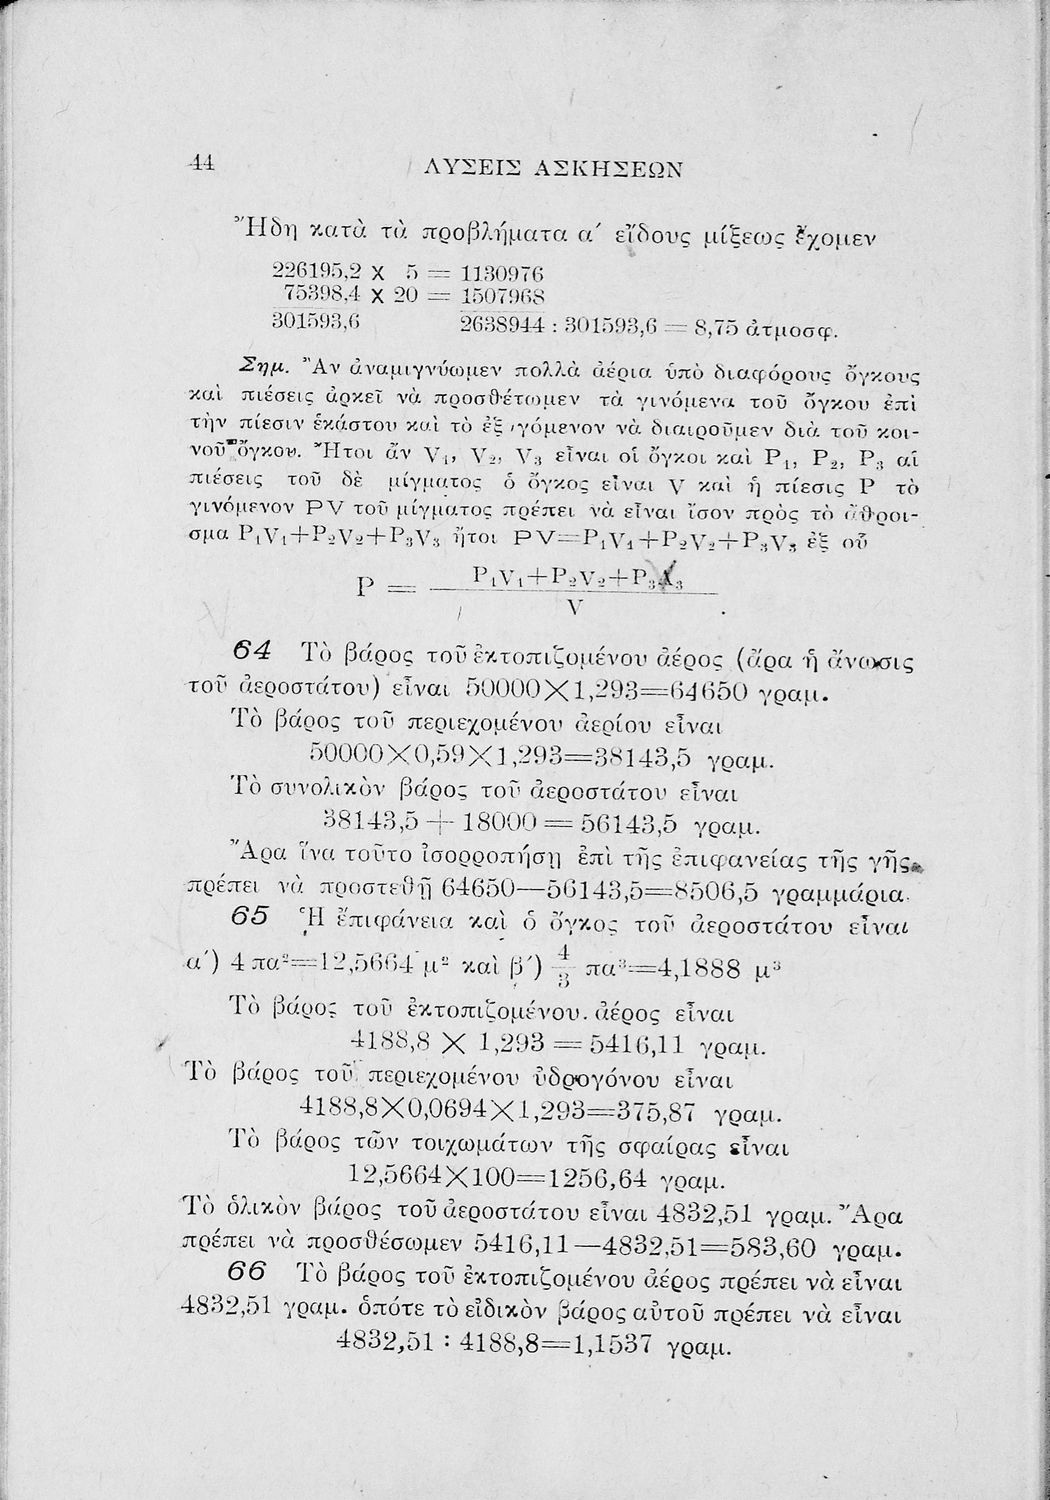 44 ΛΥΣΕΙΣ ΑΣΚΗΣΕΩΝ
Ἤδη κατὰ τὰ προβλήματα α΄ εἴδους μίξεως ἔχομεν
226195,2 × 5 = 1130976
75398,4 × 20 = 1507968
301593,6 2638944 : 301593,6 = 8,75 ἀτμοσφ.
Σημ. Ἂν ἀναμιγνύωμεν πολλὰ ἀέρια ὑπὸ διαφόρους ὄγκους
καὶ πιέσεις ἀρκεῖ νὰ προσθέτωμεν τὰ γινόμενα τοῦ ὄγκου ἐπὶ
τὴν πίεσιν ἑκάστου καὶ τὸ ἐξ γόμενον νὰ διαιροῦμεν διὰ τοῦ κοι-
νοῦ ὄγκου. Ἤτοι ἄν V₁, V₂, V₃ εἶναι οἱ ὄγκοι καὶ P₁, P₂, P₃ αἱ
πιέσεις τοῦ δὲ μίγματος ὁ ὄγκος εἶναι V καὶ ἡ πίεσις P τὸ
γινόμενον PV τοῦ μίγματος πρέπει νὰ εἶναι ἴσον πρὸς τὸ ἄθροι-
σμα P₁V₁+P₂V₂+P₃V₃ ἤτοι PV=P₁V₁+P₂V₂+P₃V₃ ἐξ οὗ
P = P₁V₁+P₂V₂+P₃V₃
V
64 Τὸ βάρος τοῦ ἐκτοπιζομένου ἀέρος (ἄρα ἡ ἄνωσις
τοῦ ἀεροστάτου) εἶναι 50000×1,293=64650 γραμ.
Τὸ βάρος τοῦ περιεχομένου ἀερίου εἶναι
50000×0,59×1,293=38143,5 γραμ.
Τὸ συνολικὸν βάρος τοῦ ἀεροστάτου εἶναι
38143,5 + 18000 = 56143,5 γραμ.
Ἄρα ἵνα τοῦτο ἰσορροπήσῃ ἐπὶ τῆς ἐπιφανείας τῆς γῆς
πρέπει νὰ προστεθῇ 64650—56143,5=8506,5 γραμμάρια.
65 Ἡ ἔπιφάνεια καὶ ὁ ὄγκος τοῦ ἀεροστάτου εἶναι
α΄) 4 πα²=12,5664 μ² καὶ β΄) 4/3 πα³=4,1888 μ³
Τὸ βάρος τοῦ ἐκτοπιζομένου. ἀέρος εἶναι
4188,8 × 1,293 = 5416,11 γραμ.
Τὸ βάρος τοῦ περιεχομένου ὑδρογόνου εἶναι
4188,8×0,0694×1,293=375,87 γραμ.
Τὸ βάρος τῶν τοιχωμάτων τῆς σφαίρας εἶναι
12,5664×100=1256,64 γραμ.
Τὸ ὁλικὸν βάρος τοῦ ἀεροστάτου εἶναι 4832,51 γραμ. Ἄρα
πρέπει νὰ προσθέσωμεν 5416,11—4832,51=583,60 γραμ.
66 Τὸ βάρος τοῦ ἐκτοπιζομένου ἀέρος πρέπει νὰ εἶναι
4832,51 γραμ. ὁπότε τὸ εἰδικὸν βάρος αὐτοῦ πρέπει νὰ εἶναι
4832,51 : 4188,8=1,1537 γραμ.